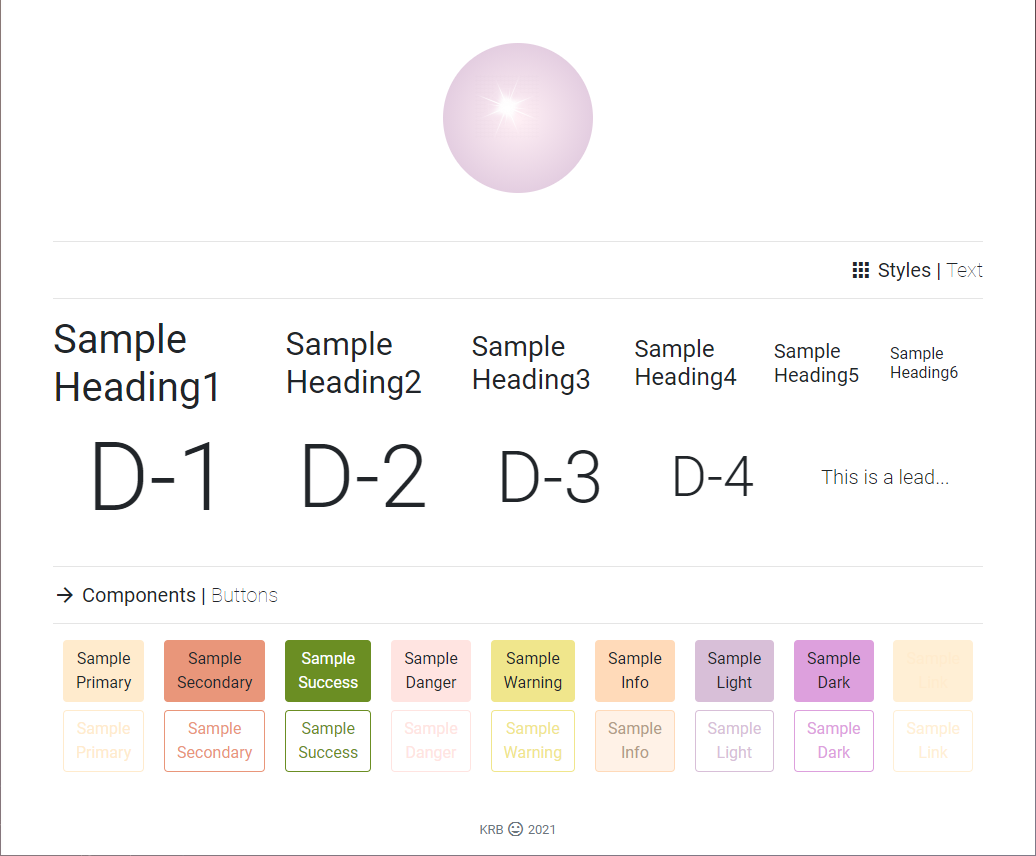 Styles | Text
Sample
Heading1
Sample
Heading2
Sample
Heading3
Sample
Heading4
Sample
Heading5
Sample
Heading6
D-1
D-2
D-3
D-4
This is a lead...
Components | Buttons
Sample
Primary
Sample
Secondary
Sample
Success
Sample
Danger
Sample
Warning
Sample
Info
Sample
Light
Sample
Dark
Sample
Link
Sample
Primary
Sample
Secondary
Sample
Success
Sample
Danger
Sample
Warning
Sample
Info
Sample
Light
Sample
Dark
Sample
Link
KRB 2021